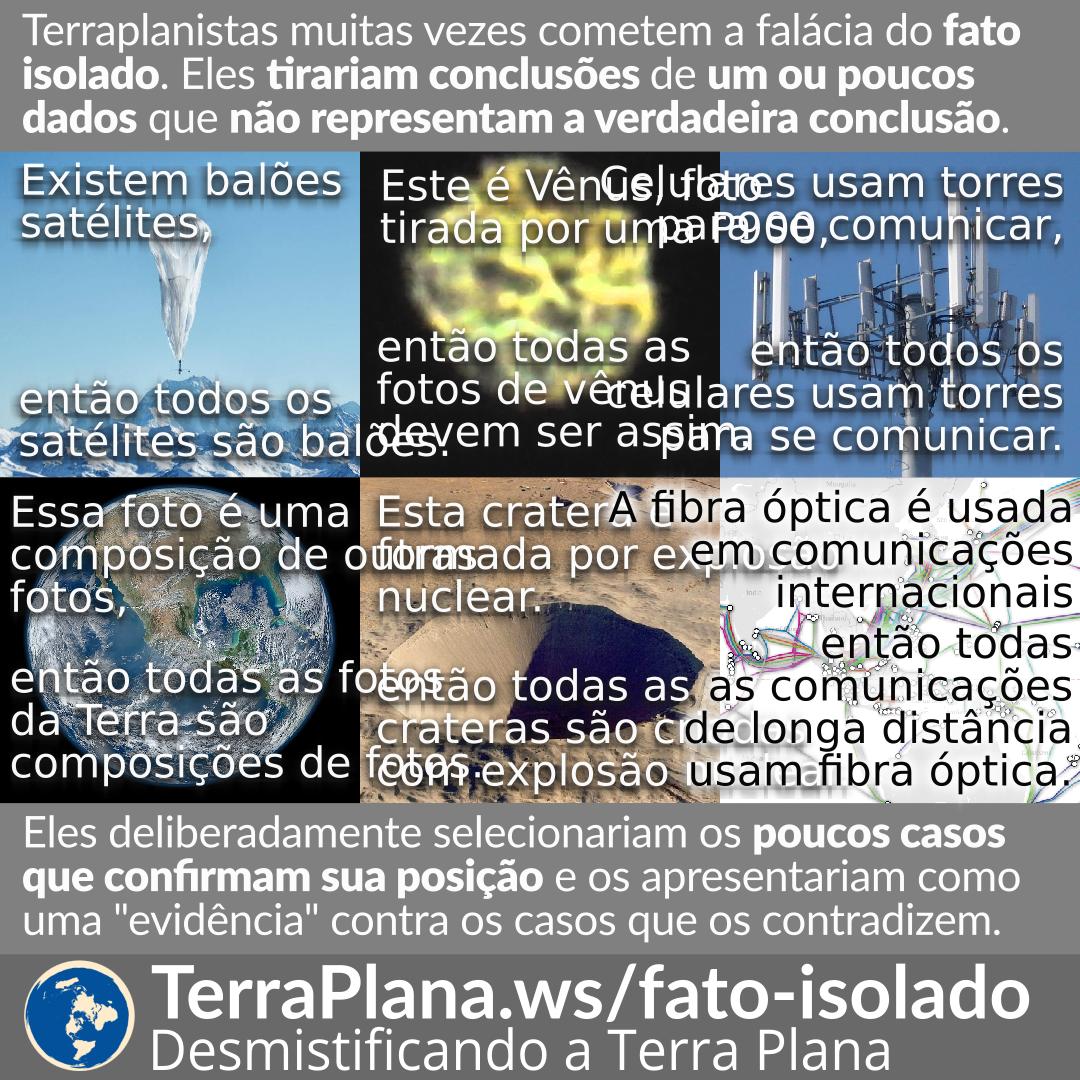 Terraplanistas muitas vezes cometem a falácia do fato
isolado. Eles tirariam conclusões de um ou poucos
dados que não representam a verdadeira conclusão.
Existem balões
satélites,
então todos os
satélites são balões.
Este é Vênus, foto
tirada por uma P900,
então todas as
fotos de vênus
devem ser assim.
Celulares usam torres
para se comunicar,
então todos os
celulares usam torres
para se comunicar.
Essa foto é uma
composição de outras
fotos,
então todas as fotos
da Terra são
composições de fotos.
Esta cratera é
formada por explosão
nuclear.
então todas as
crateras são
com explosão nuclear.
A fibra óptica é usada
em comunicações
internacionais
então todas
as comunicações
de longa distância
usam fibra óptica.
Eles deliberadamente selecionariam os poucos casos
que confirmam sua posição e os apresentariam como
uma "evidência" contra os casos que os contradizem.
TerraPlana.ws/fato-isolado
Desmistificando a Terra Plana